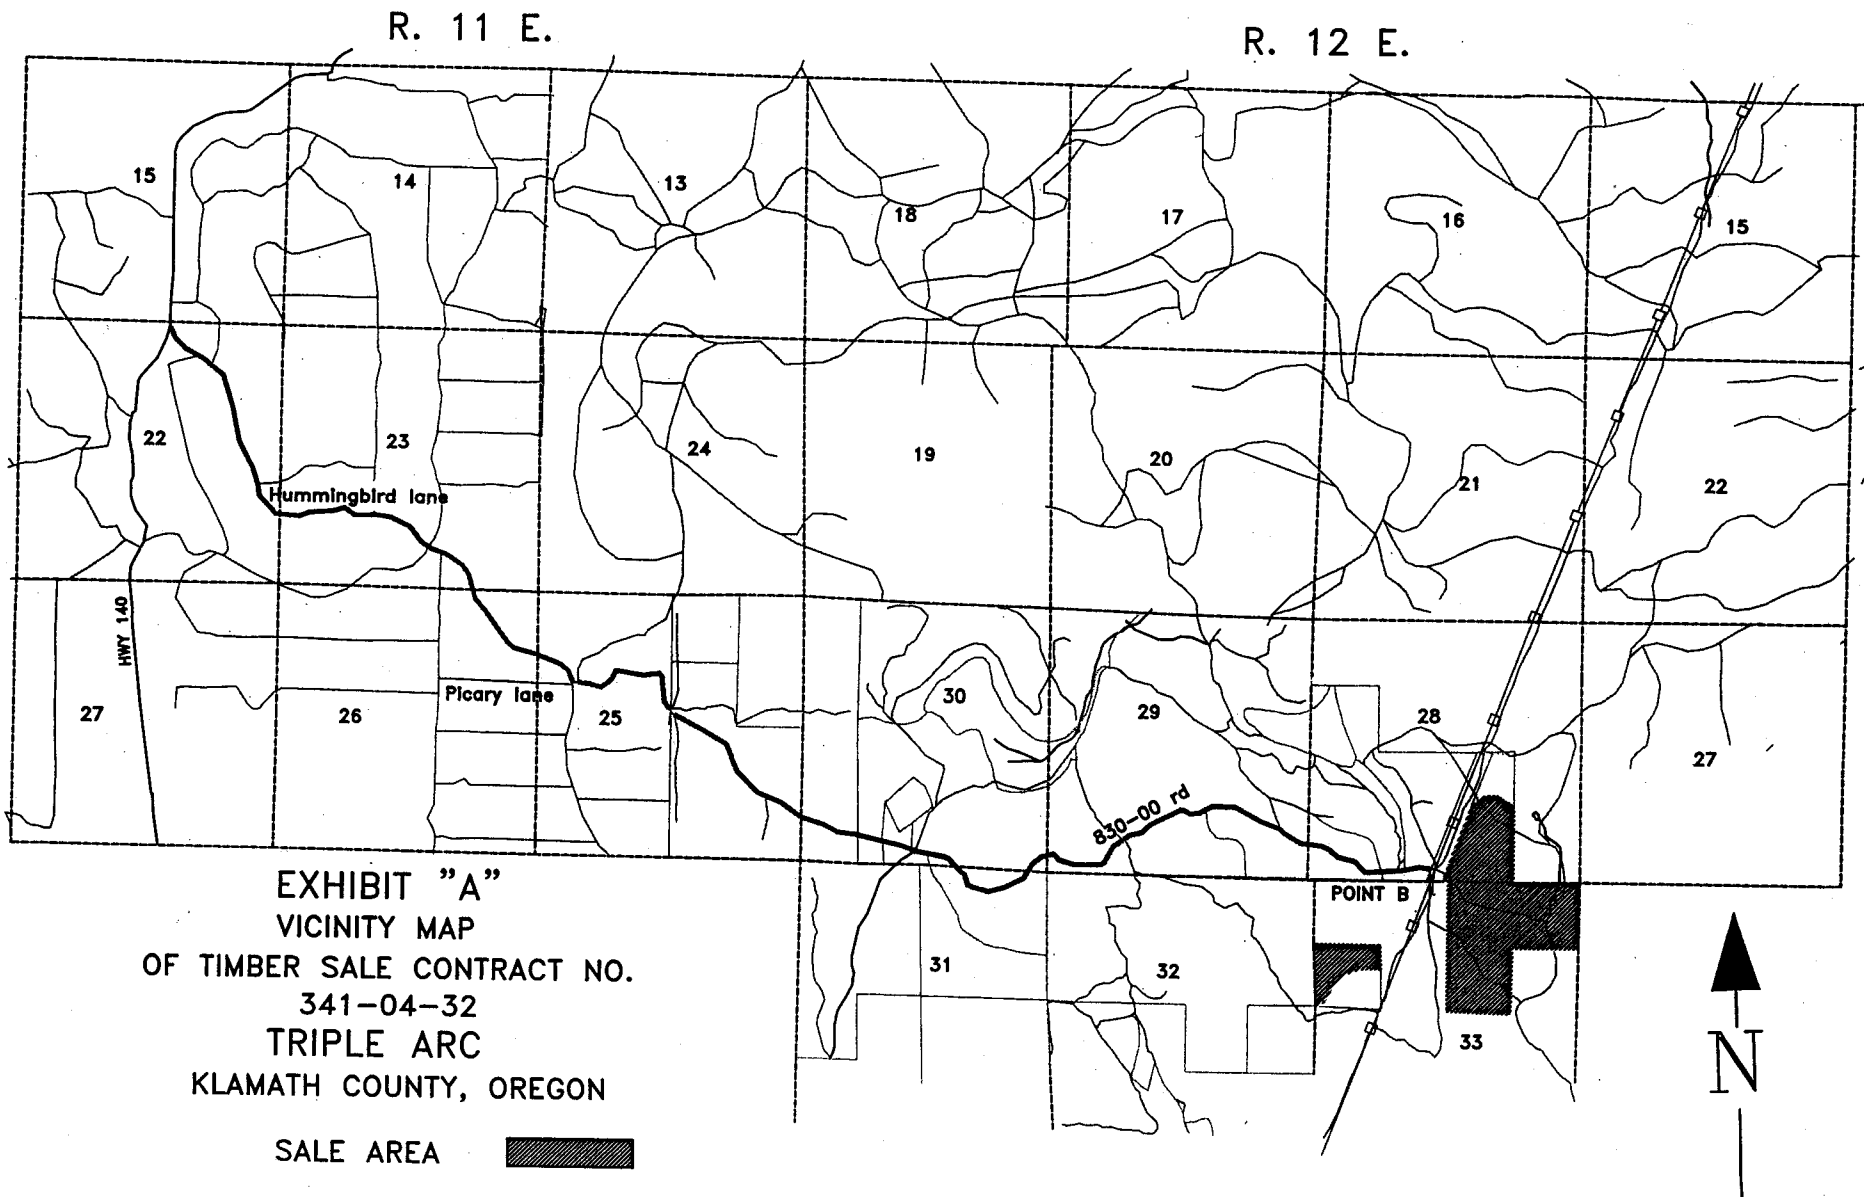 R. 11 E.
R. 12 E.
15
14
13
18
17
16
15
22
23
24
19
20
21
22
Hummingbird lane
HWY 140
27
26
Picary lane
25
30
29
28
27
830-00 rd
POINT B
31
32
33
EXHIBIT "A"
VICINITY MAP
OF TIMBER SALE CONTRACT NO.
341-04-32
TRIPLE ARC
KLAMATH COUNTY, OREGON
SALE AREA
N